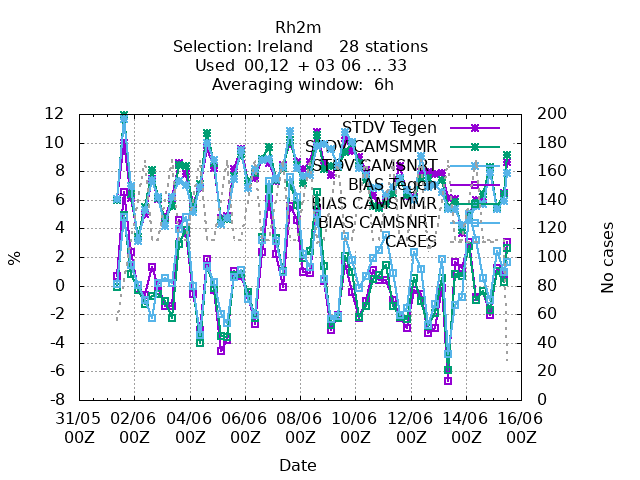 Rh2m
Selection: Ireland     28 stations
Used  00,12  + 03 06 ... 33
Averaging window:  6h
STDV Tegen
STDV CAMSMMR
STDV CAMSNRT
BIAS Tegen
BIAS CAMSMMR
BIAS CAMSNRT
CASES
%
12
10
8
6
4
2
0
-2
-4
-6
-8
No cases
200
180
160
140
120
100
80
60
40
20
0
31/05 02/06 04/06 06/06 08/06 10/06 12/06 14/06 16/06
00Z 00Z 00Z 00Z 00Z 00Z 00Z 00Z 00Z
Date